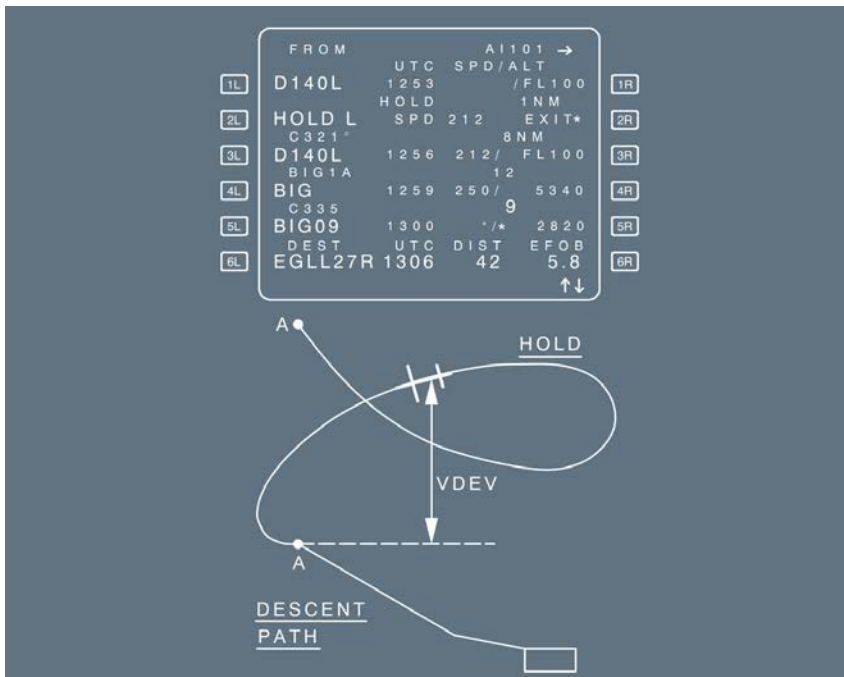 FROM AI101 →
UTC SPD/ALT
1L D140L 1253 /FL100 1R
HOLD 1NM
2L HOLD L SPD 212 EXIT* 2R
C321° 8NM
3L D140L 1256 212/ FL100 3R
BIG1A 12
4L BIG 1259 250/ 5340 4R
C335 9
5L BIG09 1300 "/* 2820 5R
DEST UTC DIST EFOB
6L EGLL27R 1306 42 5.8 6R
↑↓
A
HOLD
VDEV
A
DESCENT
PATH